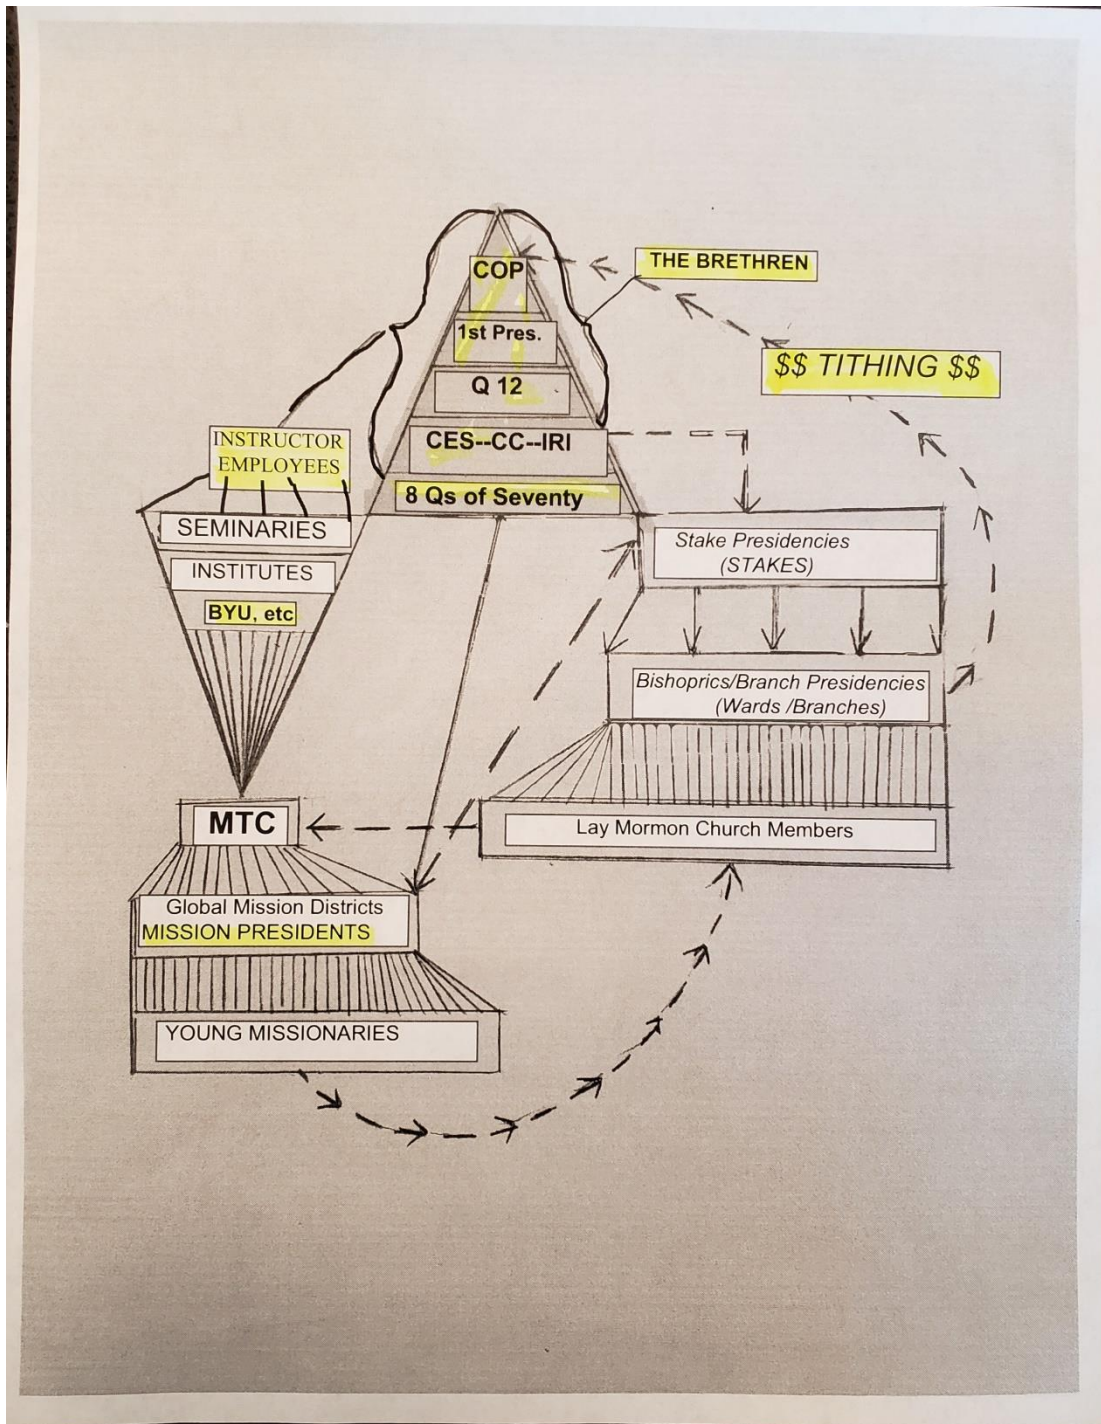 COP
THE BRETHREN
1st Pres.
$$ TITHING $$
Q 12
CES--CC--IRI
INSTRUCTOR
EMPLOYEES
8 Qs of Seventy
SEMINARIES
Stake Presidencies
(STAKES)
INSTITUTES
BYU, etc
Bishoprics/Branch Presidencies
(Wards /Branches)
MTC
Lay Mormon Church Members
Global Mission Districts
MISSION PRESIDENTS
YOUNG MISSIONARIES